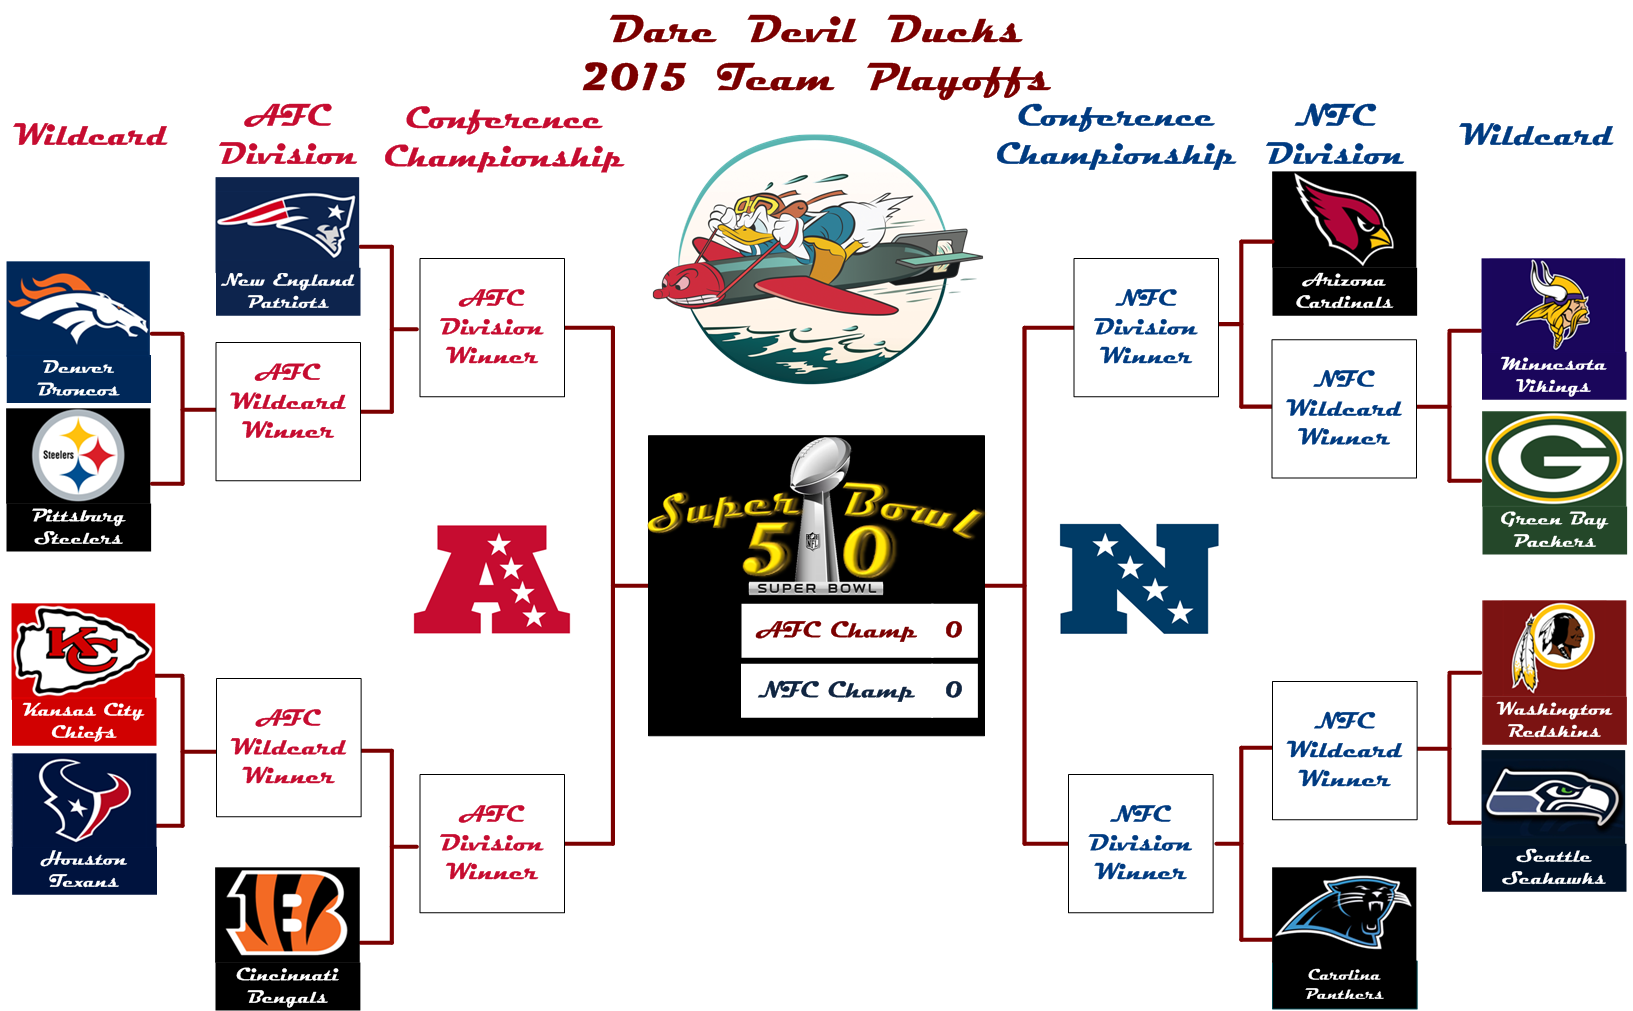 Dare Devil Ducks
2015 Team Playoffs
Wildcard
AFC
Division
Conference
Championship
Conference
Championship
NFC
Division
Wildcard
New England
Patriots
Denver
Broncos
Steelers
Pittsburg
Steelers
AFC
Wildcard
Winner
AFC
Division
Winner
KC
Kansas City
Chiefs
Houston
Texans
AFC
Wildcard
Winner
Cincinnati
Bengals
AFC
Division
Winner
A
Super Bowl
50
NFL
SUPER BOWL
AFC Champ 0
NFC Champ 0
N
NFC
Division
Winner
Arizona
Cardinals
NFC
Wildcard
Winner
Minnesota
Vikings
G
Green Bay
Packers
NFC
Division
Winner
NFC
Wildcard
Winner
Carolina
Panthers
Washington
Redskins
Seattle
Seahawks